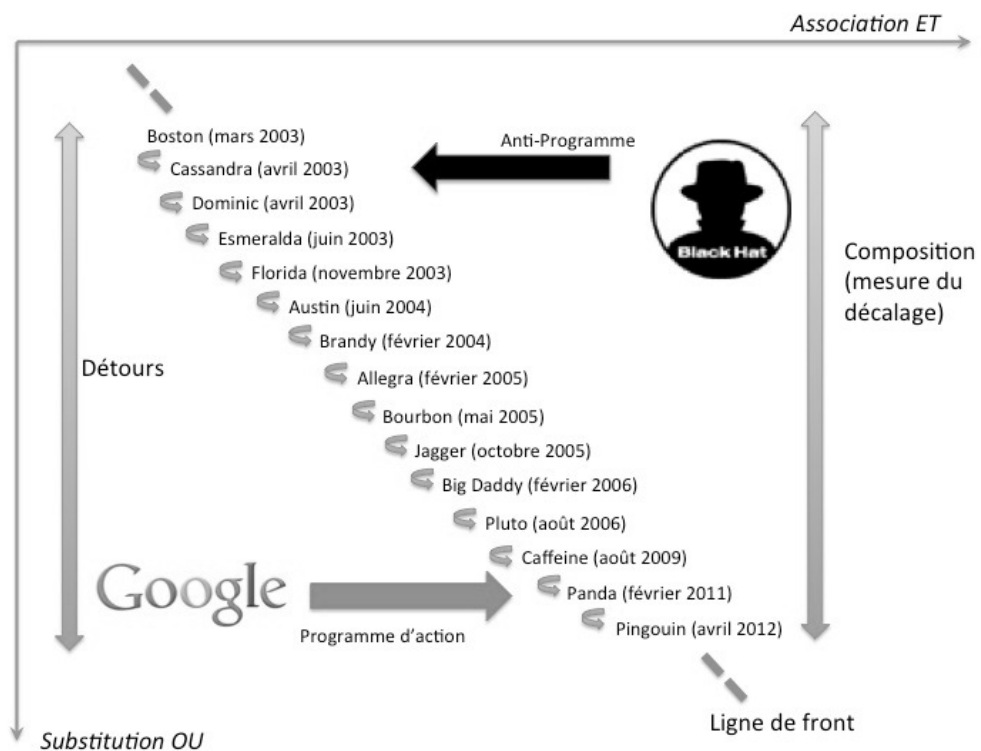 Association ET
Boston (mars 2003)
Anti-Programme
Cassandra (avril 2003)
Dominic (avril 2003)
Black Hat
Esmeralda (juin 2003)
Composition
(mesure du
décalage)
Florida (novembre 2003)
Austin (juin 2004)
Brandy (février 2004)
Détours
Allegra (février 2005)
Bourbon (mai 2005)
Jagger (octobre 2005)
Big Daddy (février 2006)
Pluto (août 2006)
Caffeine (août 2009)
Google
Panda (février 2011)
Programme d'action
Pingouin (avril 2012)
Ligne de front
Substitution OU